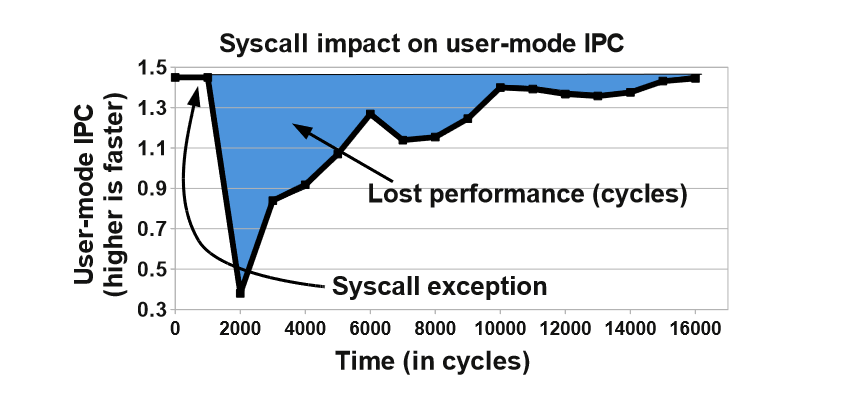 Syscall impact on user-mode IPC
User-mode IPC
(higher is faster)
1.5
1.3
1.1
0.9
0.7
0.5
0.3
Lost performance (cycles)
Syscall exception
0 2000 4000 6000 8000 10000 12000 14000 16000
Time (in cycles)